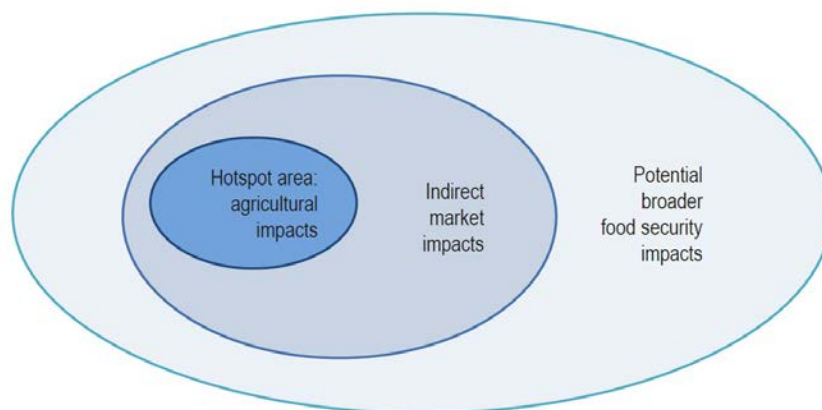 Hotspot area:
agricultural
impacts
Indirect
market
impacts
Potential
broader
food security
impacts